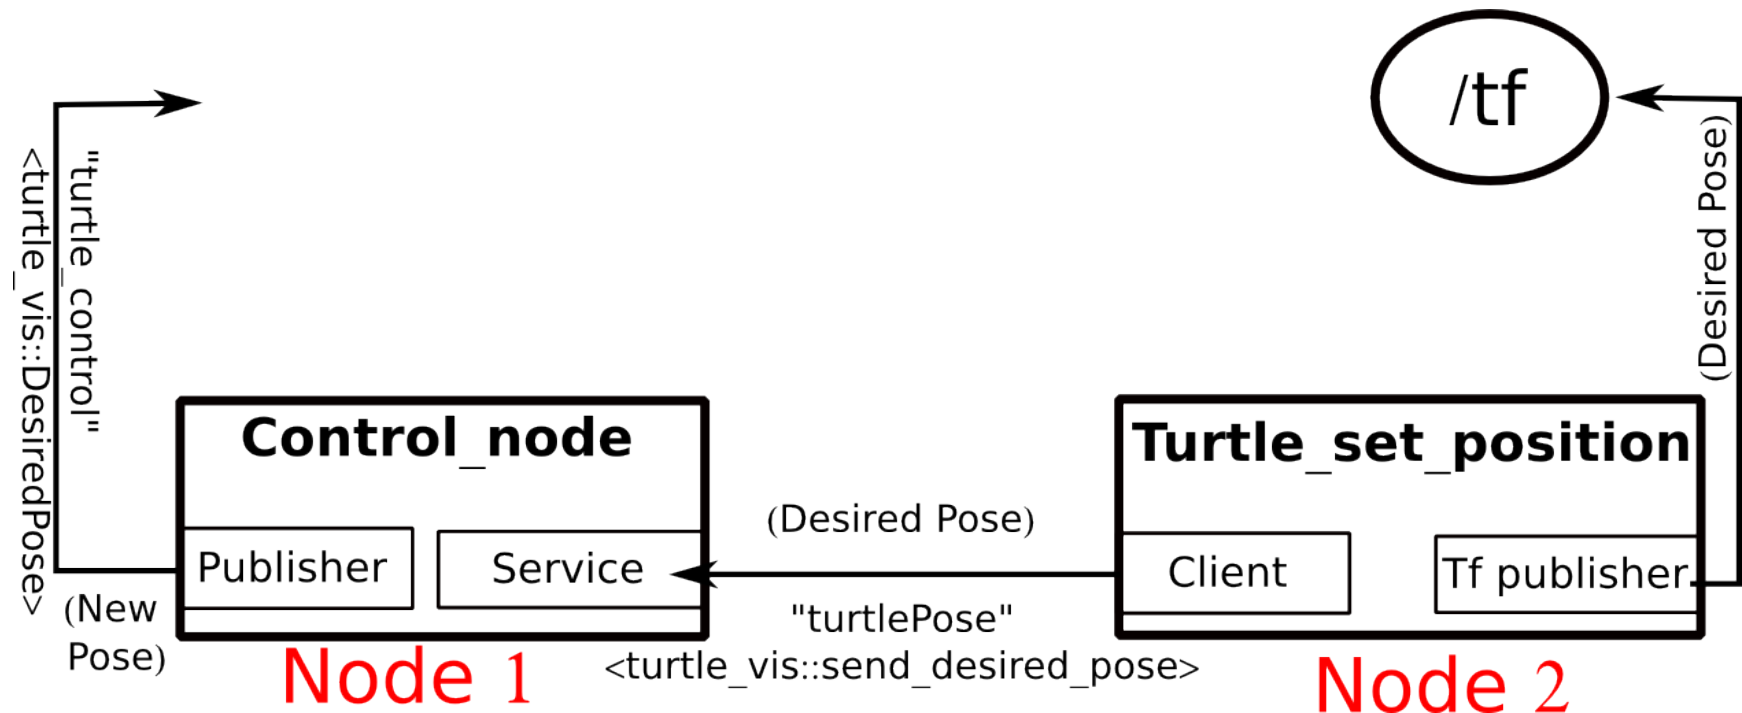 /tf
"turtle_control"
<turtle_vis::DesiredPose>
(Desired Pose)
Control_node
Turtle_set_position
(Desired Pose)
Publisher
Service
Client
Tf publisher
(New
Pose)
"turtlePose"
<turtle_vis::send_desired_pose>
Node 1
Node 2